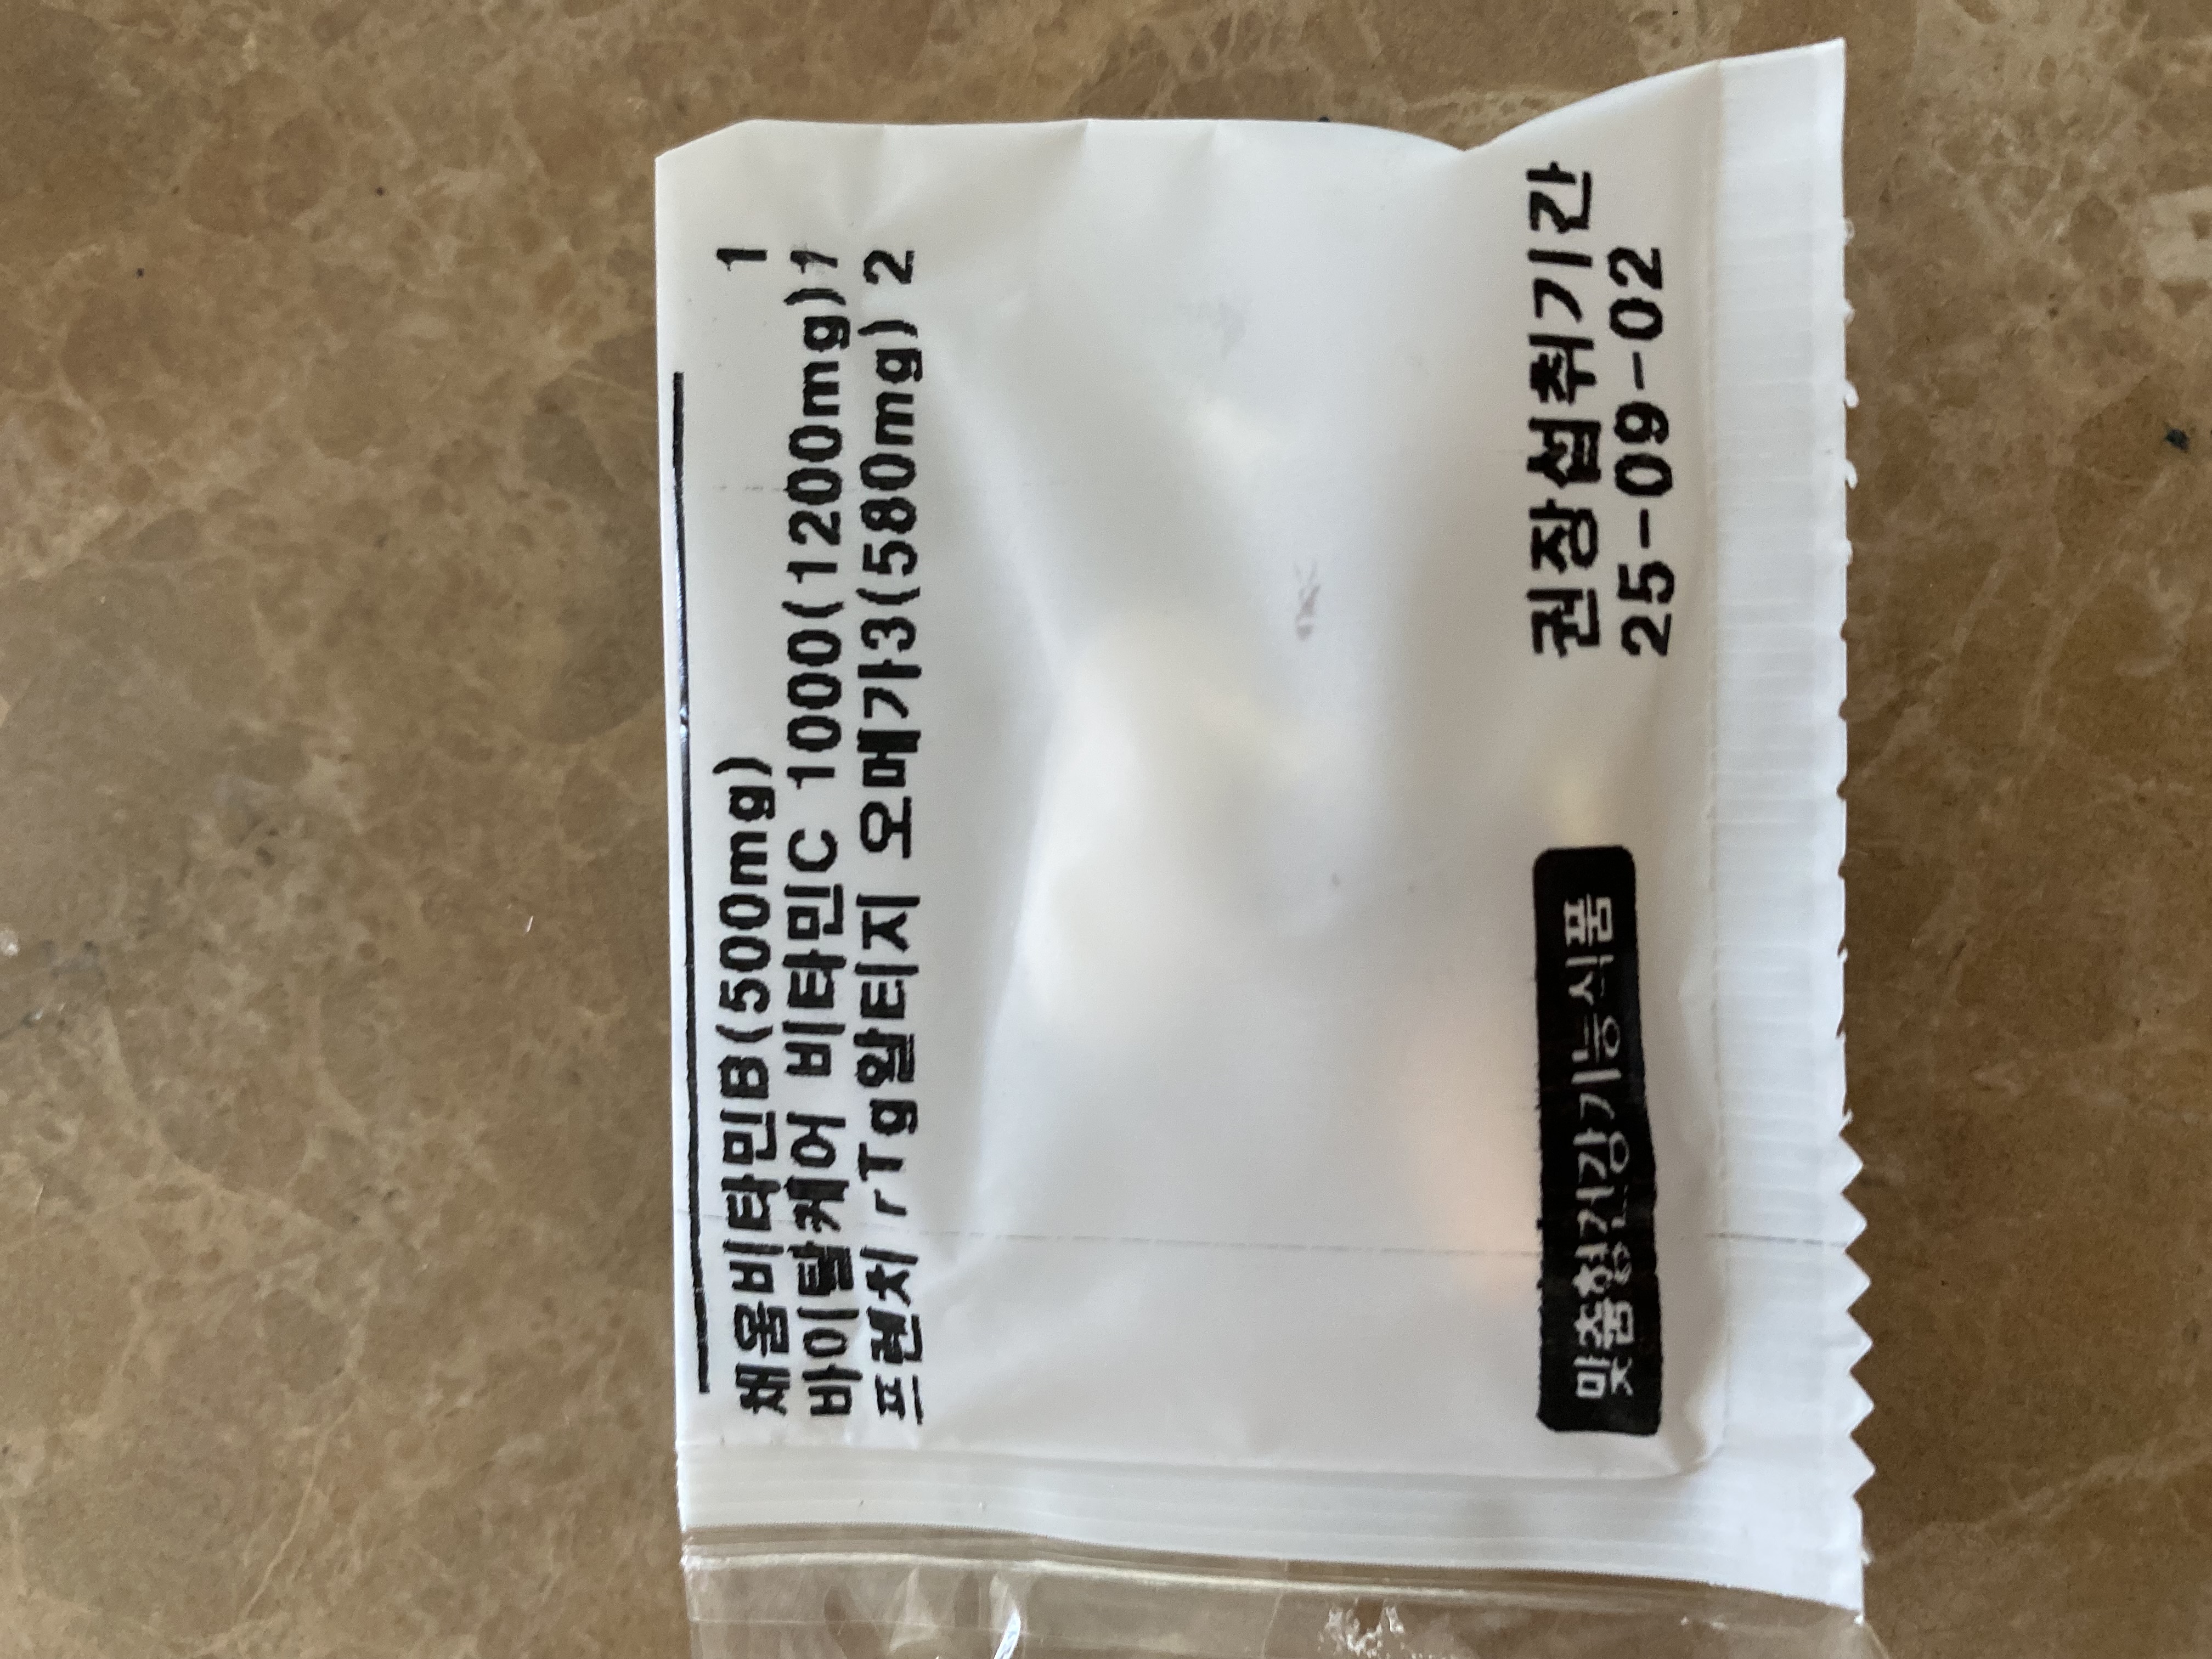 채움비타민B(500mg) 1
바이탈케어 비타민C 1000(1200mg)1
프렌치 rTg알티지 오메가3(580mg) 2
맞춤형건강기능식품
권장섭취기간
25-09-02